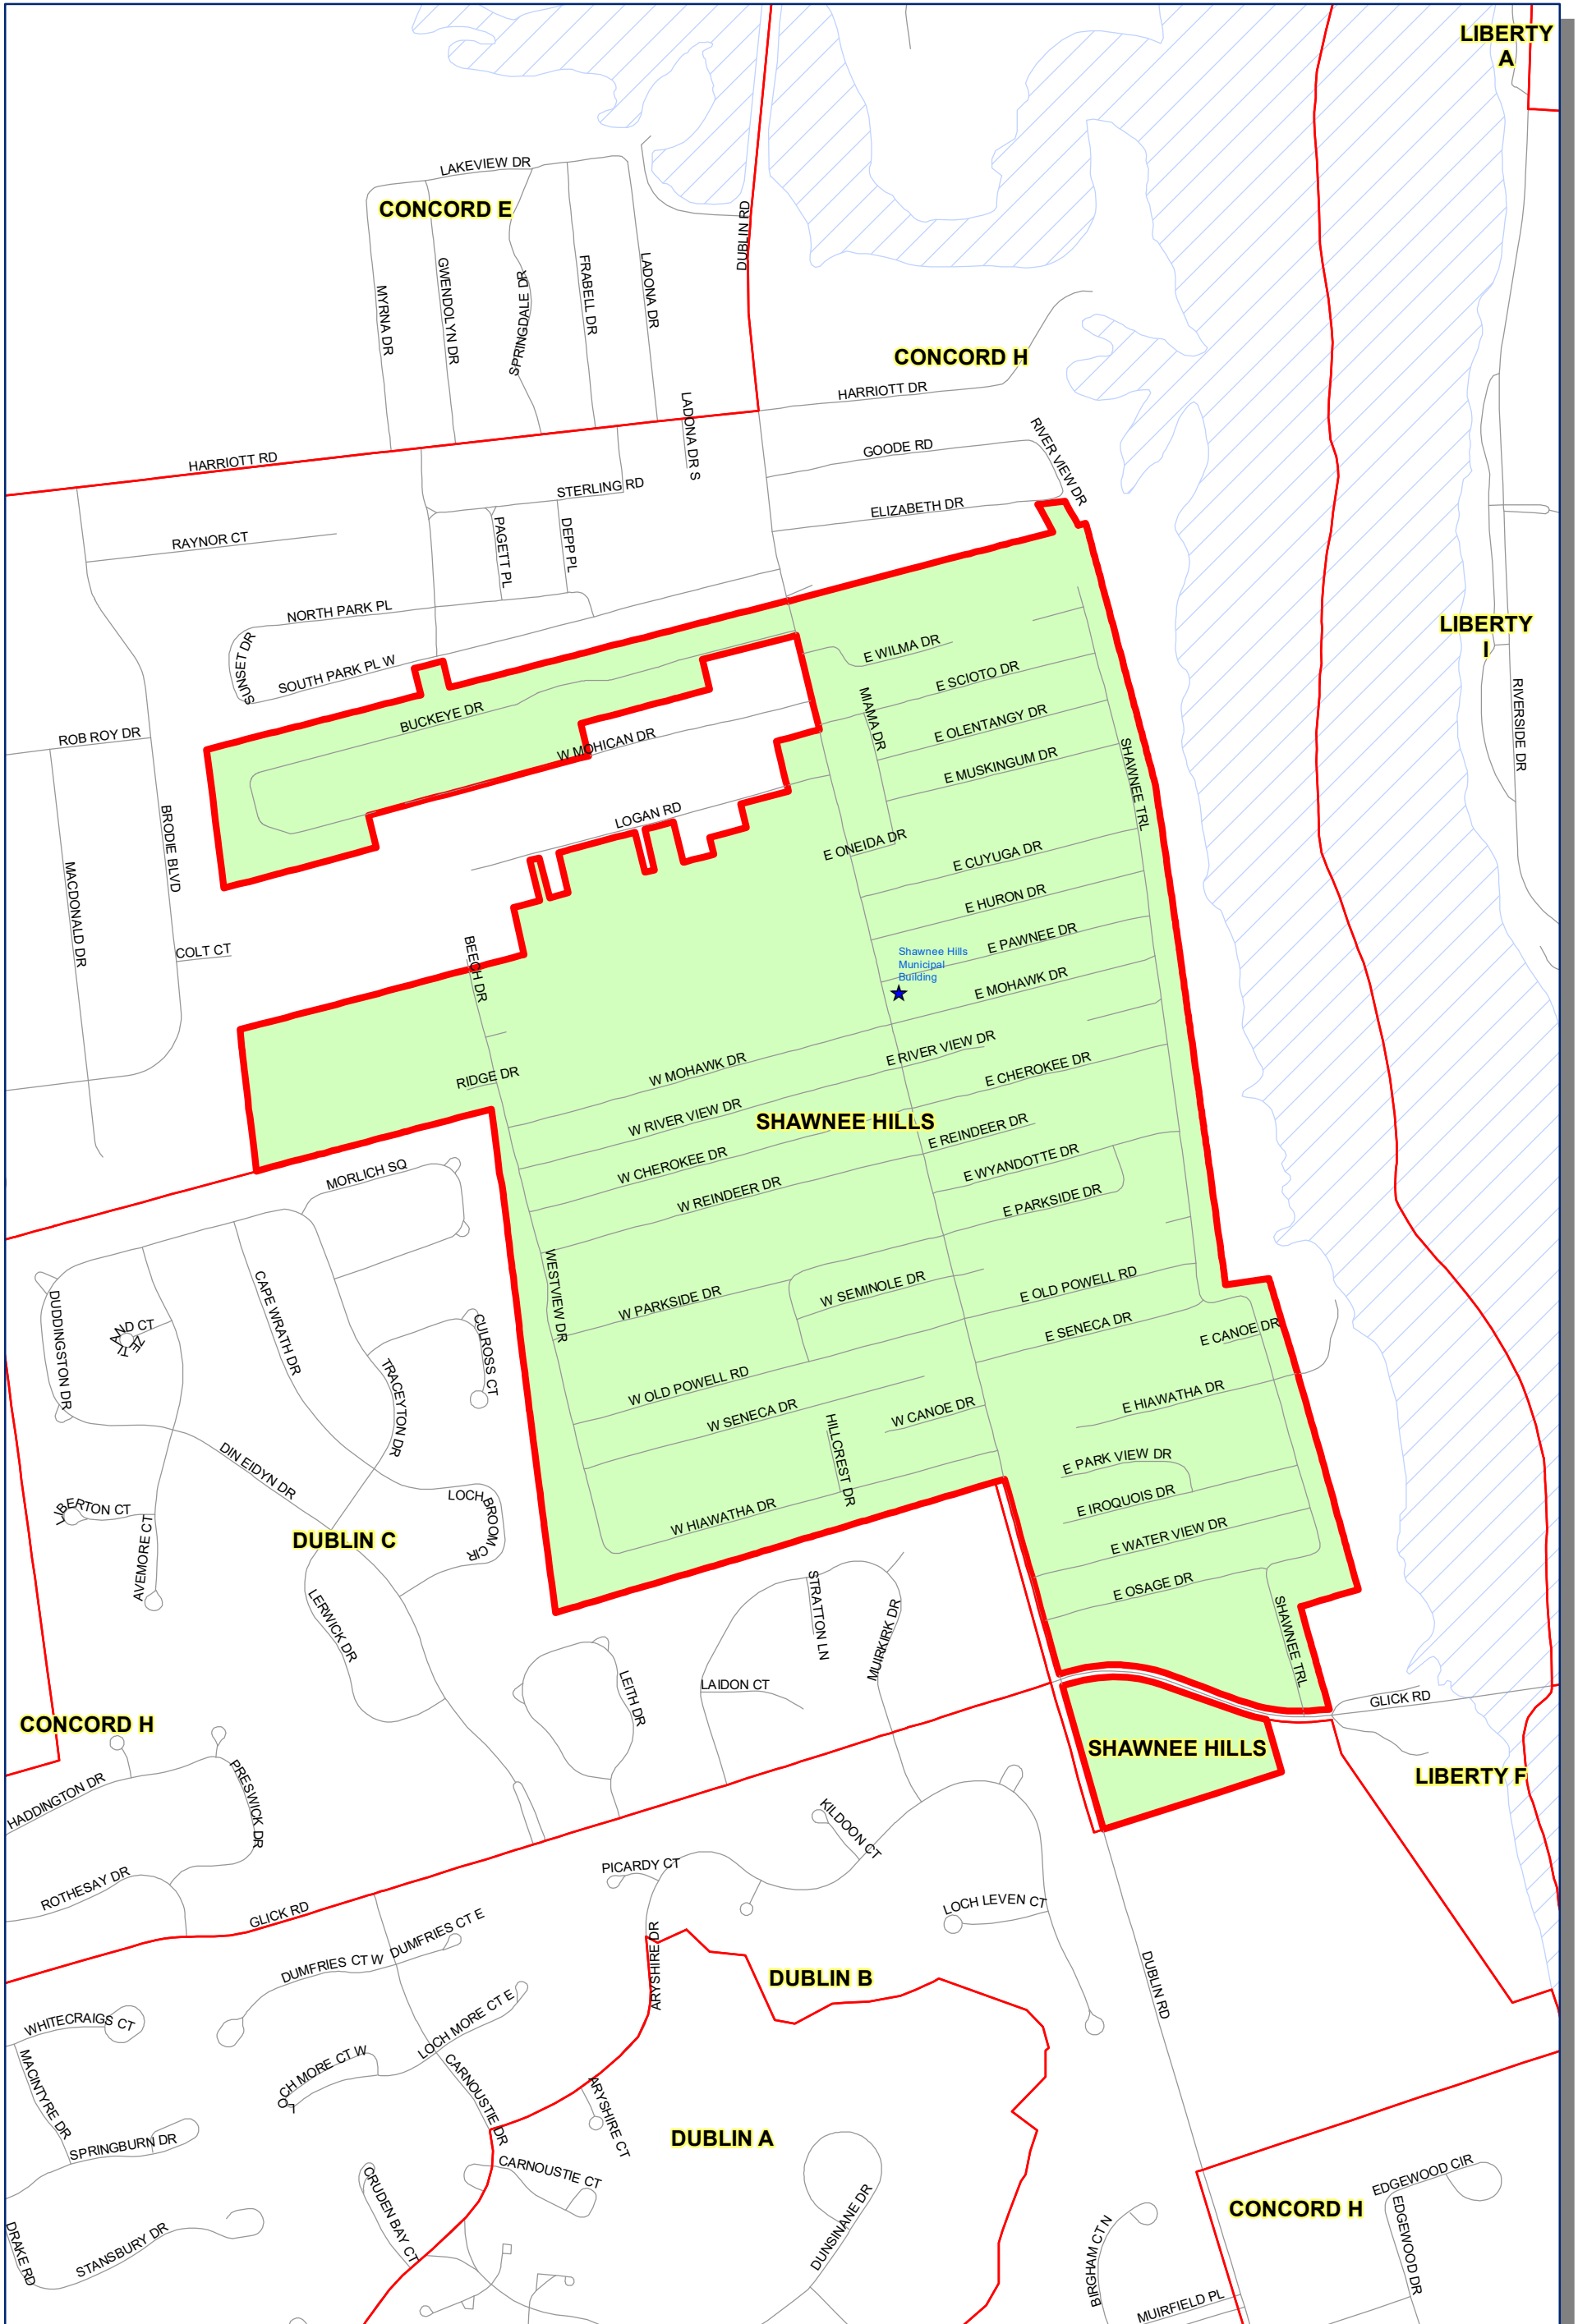 LIBERTY
A
LAKEVIEW DR
CONCORD E
DUBLIN RD
MYRNA DR
GWENDOLYN DR
SPRINGDALE DR
FRABELL DR
LADONA DR
CONCORD H
HARRIOTT DR
LADONA DR S
HARRIOTT RD
GOODE RD
RIVER VIEW DR
STERLING RD
ELIZABETH DR
RAYNOR CT
PAGETT PL
DEPP PL
NORTH PARK PL
SUNSET DR
SOUTH PARK PL W
E WILMA DR
LIBERTY
I
E SCIOTO DR
BUCKEYE DR
MIAMA DR
E OLENTANGY DR
RIVERSIDE DR
ROB ROY DR
W MOHICAN DR
E MUSKINGUM DR
SHAWNEE TRL
LOGAN RD
BRODIE BLVD
E ONEIDA DR
E CUYUGA DR
MACDONALD DR
E HURON DR
COLT CT
BEECH DR
E PAWNEE DR
Shawnee Hills
Municipal
Building
E MOHAWK DR
E RIVER VIEW DR
RIDGE DR
W MOHAWK DR
E CHEROKEE DR
W RIVER VIEW DR
SHAWNEE HILLS
E REINDEER DR
W CHEROKEE DR
E WYANDOTTE DR
MORLICH SQ
W REINDEER DR
E PARKSIDE DR
WESTVIEW DR
DUDDINGSTON DR
CAPE WRATH DR
W PARKSIDE DR
W SEMINOLE DR
E OLD POWELL RD
ZETLAND CT
CULROSS CT
E SENECA DR
E CANOE DR
TRACEYTON DR
W OLD POWELL RD
E HIAWATHA DR
W SENECA DR
W CANOE DR
HILLCREST DR
DIN EIDYN DR
E PARK VIEW DR
LOCH BROOM CIR
E IROQUOIS DR
ALBERTON CT
W HIAWATHA DR
E WATER VIEW DR
DUBLIN C
AVEMORE CT
E OSAGE DR
LERWICK DR
STRATTON LN
MUIRKIRK DR
SHAWNEE TRL
LEITH DR
LAIDON CT
GLICK RD
CONCORD H
SHAWNEE HILLS
LIBERTY F
HADDINGTON DR
PRESWICK DR
KILDOON CT
PICARDY CT
ROTHESAY DR
GLICK RD
LOCH LEVEN CT
DUMFRIES CT E
DUMFRIES CT W
ARYSHIRE DR
DUBLIN B
DUBLIN RD
WHITECRAIGS CT
LOCH MORE CT E
LOCH MORE CT W
MACINTYRE DR
CARNOUSTIE DR
ARYSHIRE CT
DUBLIN A
SPRINGBURN DR
CARNOUSTIE CT
CRUDEN BAY CT
EDGEWOOD CIR
CONCORD H
EDGEWOOD DR
DUNSINANE DR
DRAKE RD
STANSBURY DR
BIRGHAM CT N
MUIRFIELD PL